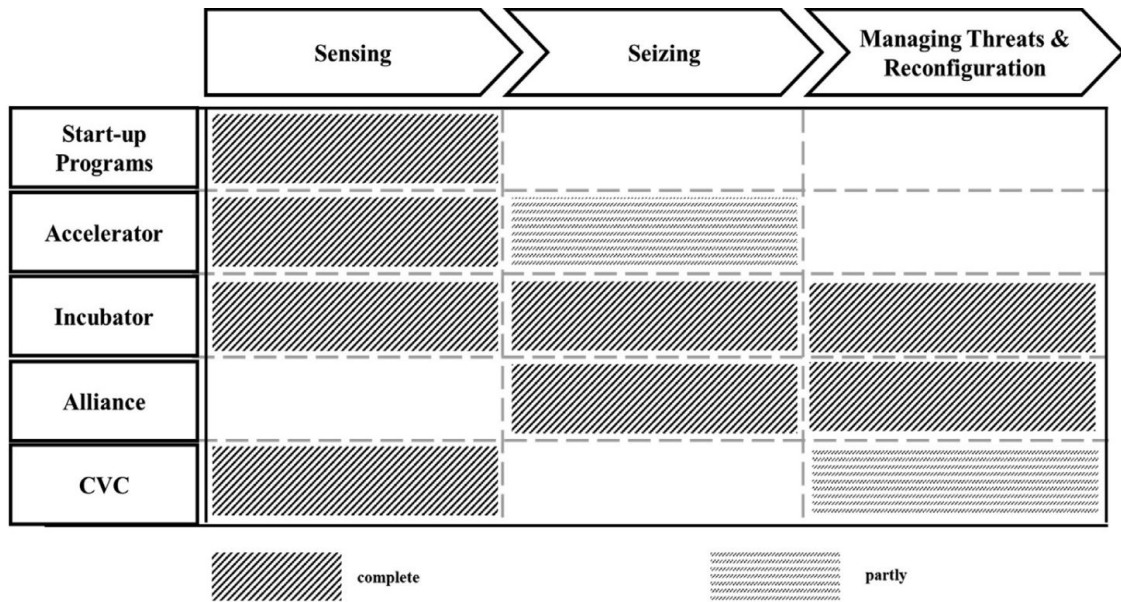 Sensing
Seizing
Managing Threats &
Reconfiguration
Start-up
Programs
Accelerator
Incubator
Alliance
CVC
complete
partly